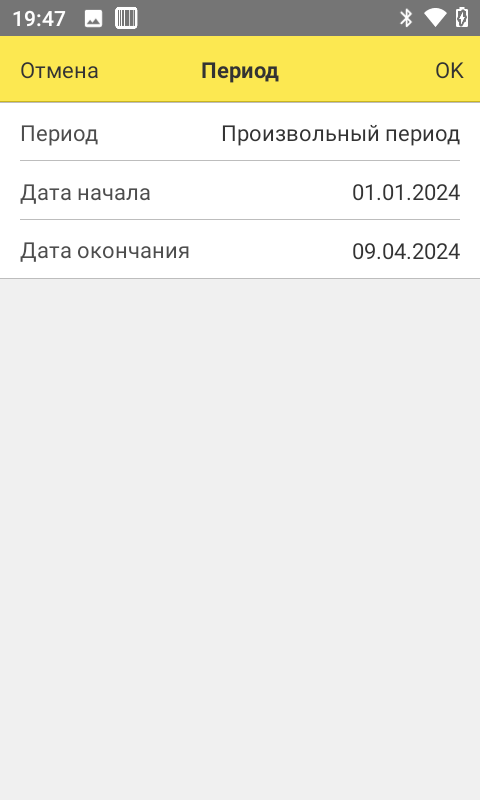 19:47
Отмена Период OK
Период Произвольный период
Дата начала 01.01.2024
Дата окончания 09.04.2024